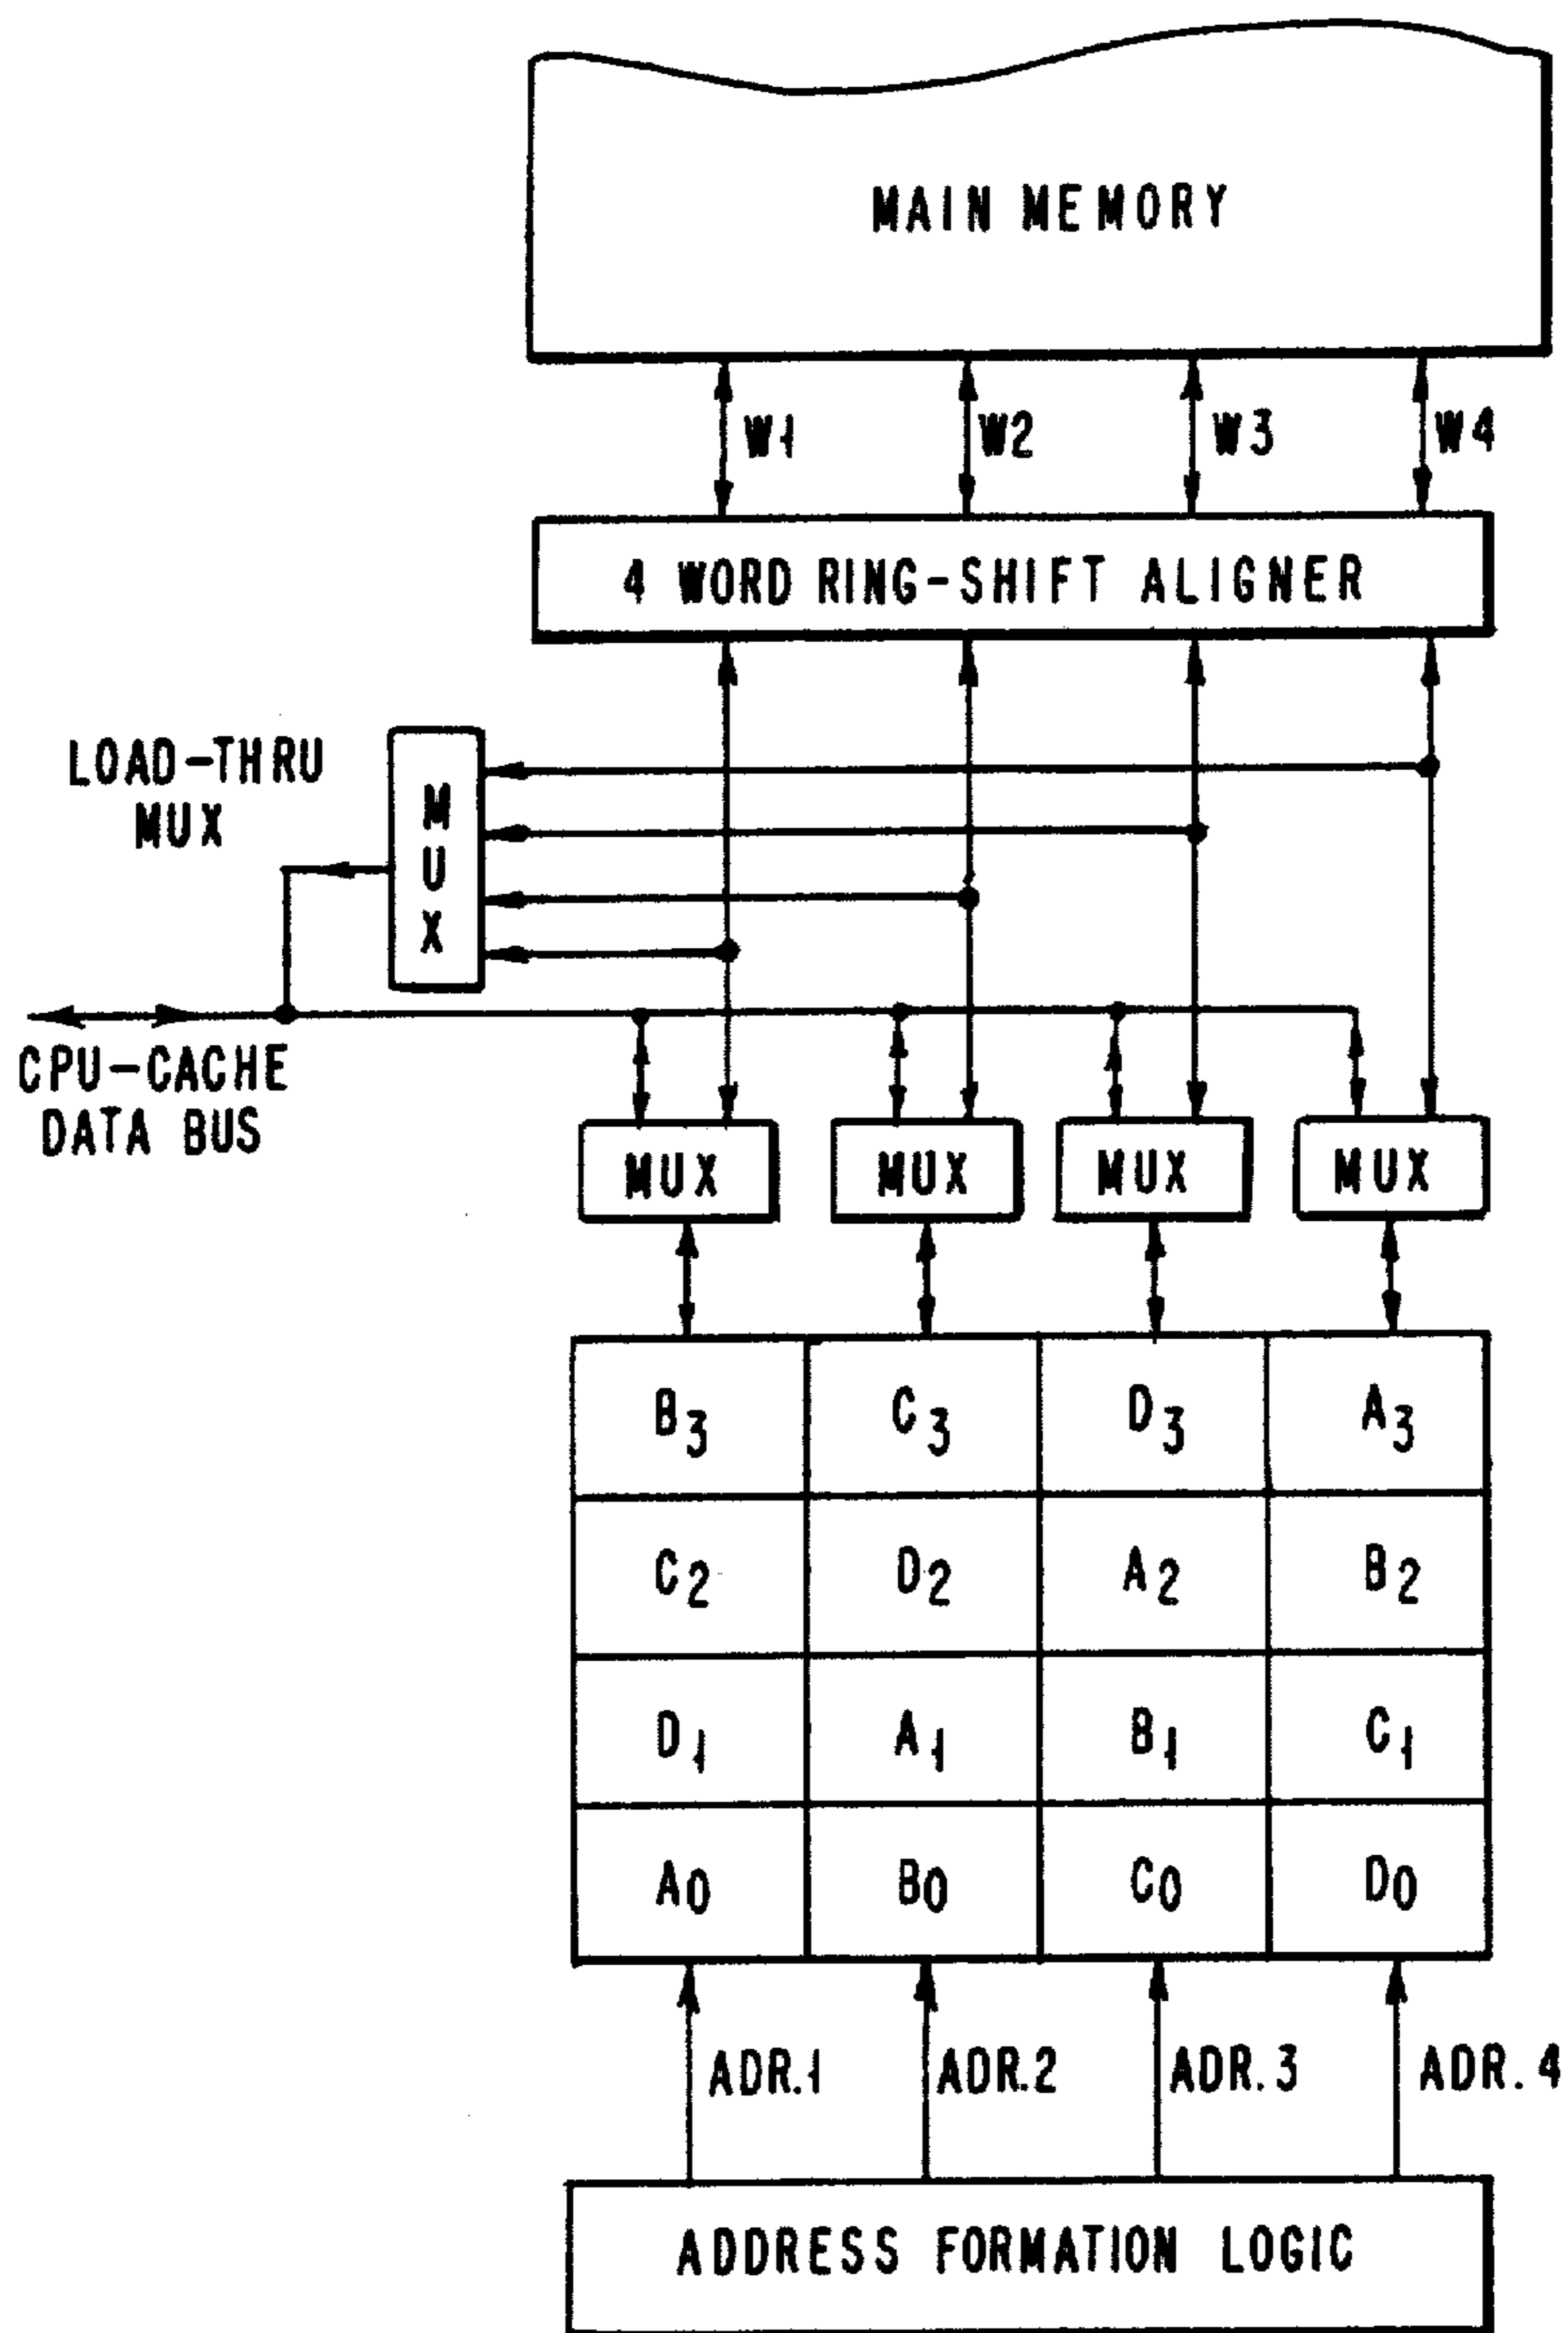 MAIN MEMORY
W1 W2 W3 W4
4 WORD RING-SHIFT ALIGNER
LOAD-THRU
MUX
MUX
CPU-CACHE
DATA BUS
MUX MUX MUX MUX
B3 C3 D3 A3
C2 D2 A2 B2
D1 A1 B1 C1
A0 B0 C0 D0
ADR.1 ADR.2 ADR.3 ADR.4
ADDRESS FORMATION LOGIC